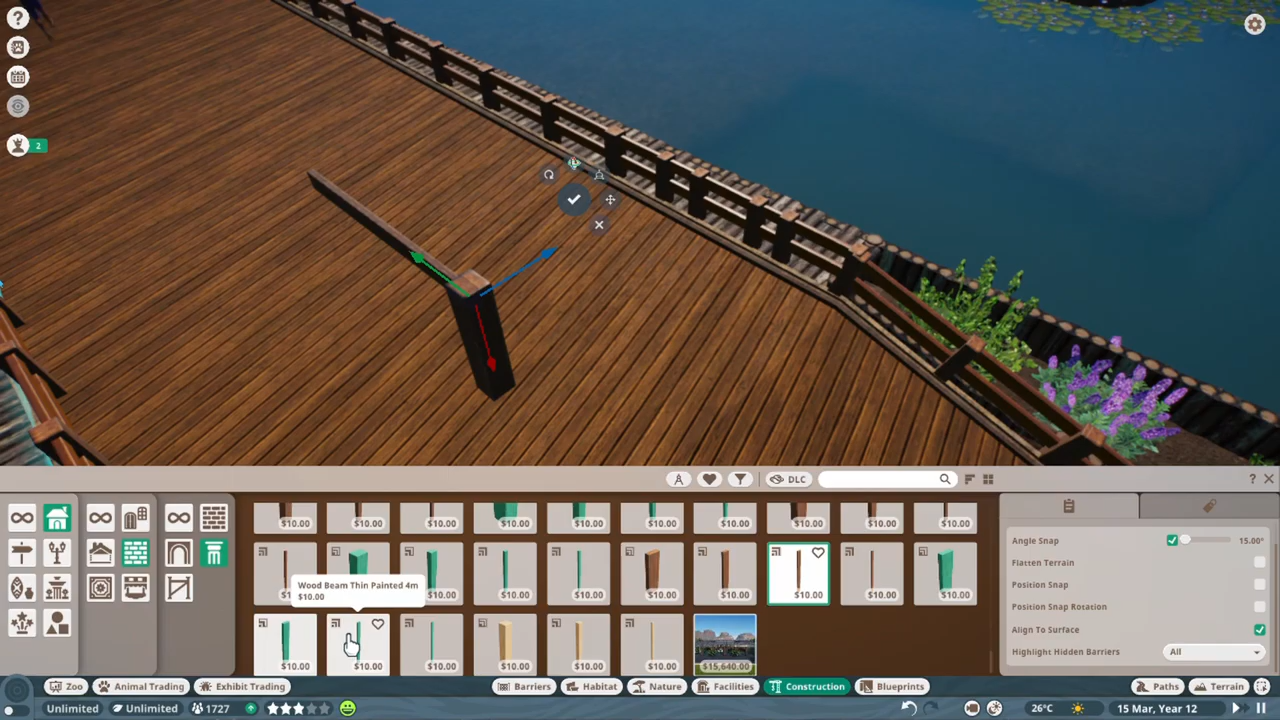 ?
2
DLC
? ×
$10.00 $10.00 $10.00 $10.00 $10.00 $10.00 $10.00 $10.00 $10.00 $10.00
Angle Snap 15.00°
Flatten Terrain
Position Snap
Position Snap Rotation
Align To Surface
Highlight Hidden Barriers All
Wood Beam Thin Painted 4m
$10.00
$10.00 $10.00 $10.00 $10.00 $10.00 $10.00 $10.00 $10.00
$10.00 $10.00 $10.00 $10.00 $10.00 $10.00 $15,640.00
Zoo Animal Trading Exhibit Trading Barriers Habitat Nature Facilities Construction Blueprints Paths Terrain
Unlimited Unlimited 1727 26°C 15 Mar, Year 12